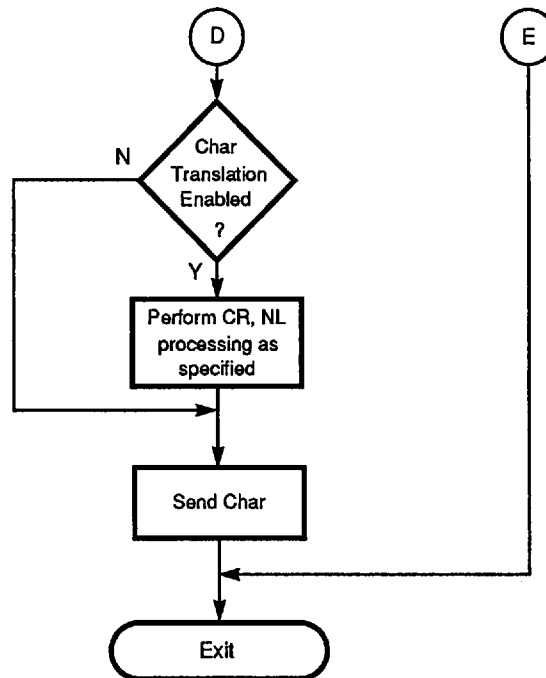 D
E
N
Char
Translation
Enabled
?
Y
Perform CR, NL
processing as
specified
Send Char
Exit